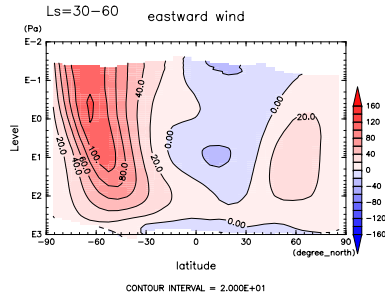 Ls=30-60
eastward wind
(Pa)
E-2
E-1
E0
E1
E2
E3
Level
40.0
0.00
20.0
0.00
20.0
20.0
40.0
60.0
100.
80.0
0.00
-90 -60 -30 0 30 60 90
(degree_north)
latitude
160
120
80
40
0
-40
-80
-120
-160
CONTOUR INTERVAL = 2.000E+01